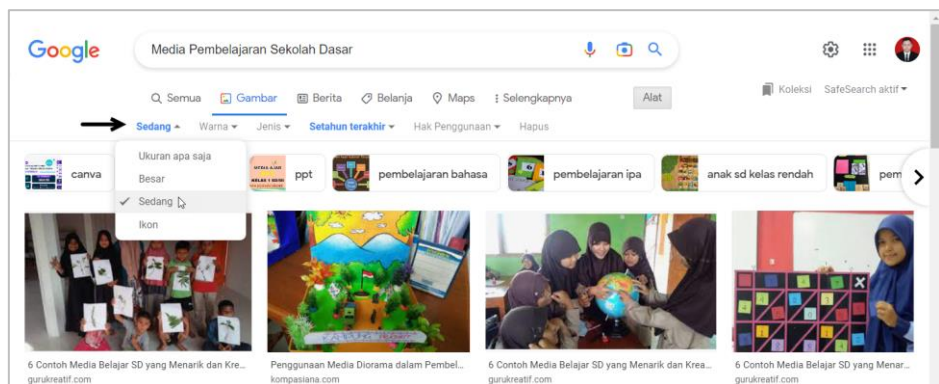 Google
Media Pembelajaran Sekolah Dasar
Semua Gambar Berita Belanja Maps Selengkapnya Alat
Koleksi SafeSearch aktif
Sedang Warna Jenis Setahun terakhir Hak Penggunaan Hapus
Ukuran apa saja
Besar
Sedang
Ikon
canva ppt pembelajaran bahasa pembelajaran ipa anak sd kelas rendah pem
6 Contoh Media Belajar SD yang Menarik dan Kre...
gurukreatif.com
Penggunaan Media Diorama dalam Pembel...
kompasiana.com
6 Contoh Media Belajar SD yang Menarik dan Krea...
gurukreatif.com
6 Contoh Media Belajar SD yang Menar...
gurukreatif.com